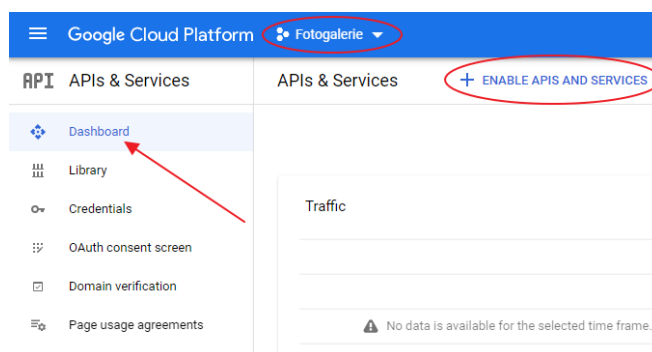 Google Cloud Platform Fotogalerie
API APIs & Services
APIs & Services + ENABLE APIS AND SERVICES
Dashboard
Library
Credentials
OAuth consent screen
Domain verification
Page usage agreements
Traffic
No data is available for the selected time frame.